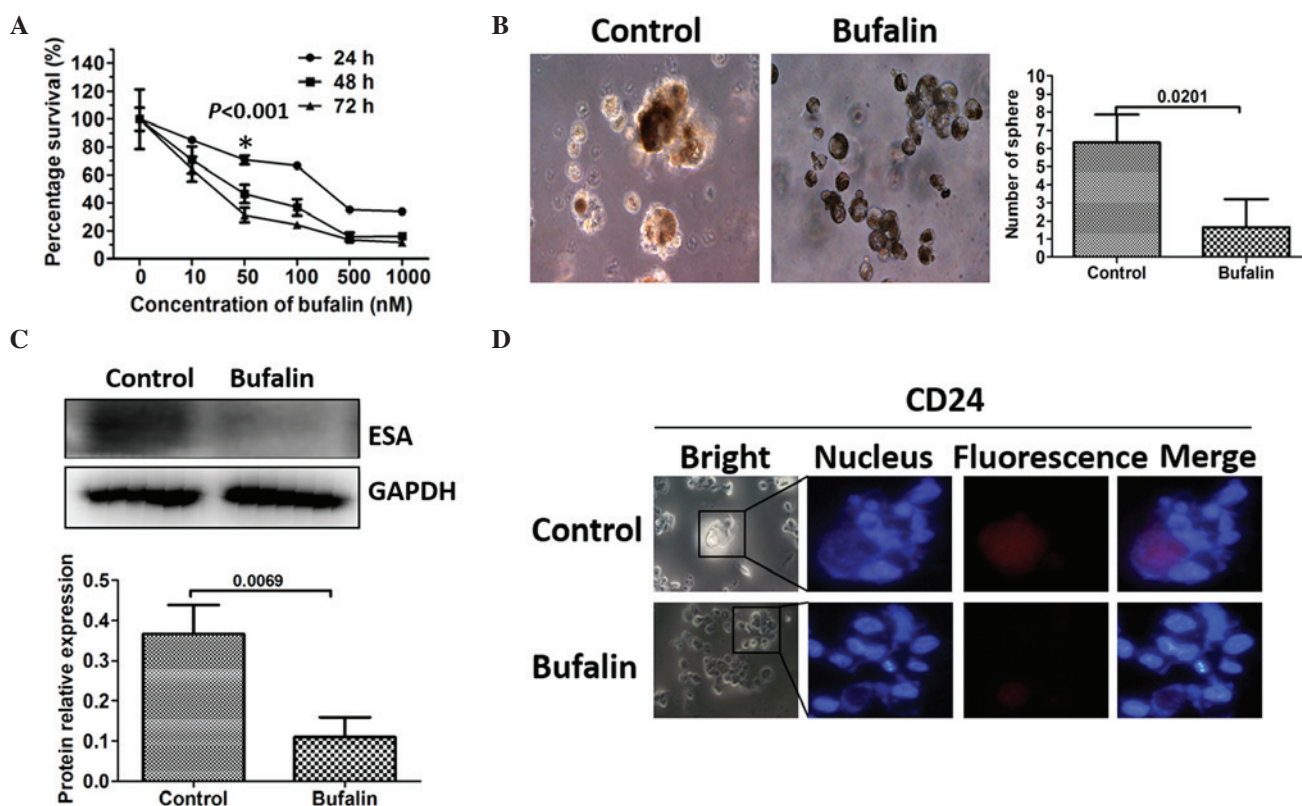 A
Percentage survival (%)
140
120
100
80
60
40
20
0
24 h
48 h
72 h
P<0.001
*
0 10 50 100 500 1000
Concentration of bufalin (nM)
B
Control Bufalin
Number of sphere
10
9
8
7
6
5
4
3
2
1
0
0.0201
Control Bufalin
C
Control Bufalin
ESA
GAPDH
Protein relative expression
0.5
0.4
0.3
0.2
0.1
0.0
0.0069
Control Bufalin
D
CD24
Bright Nucleus Fluorescence Merge
Control
Bufalin